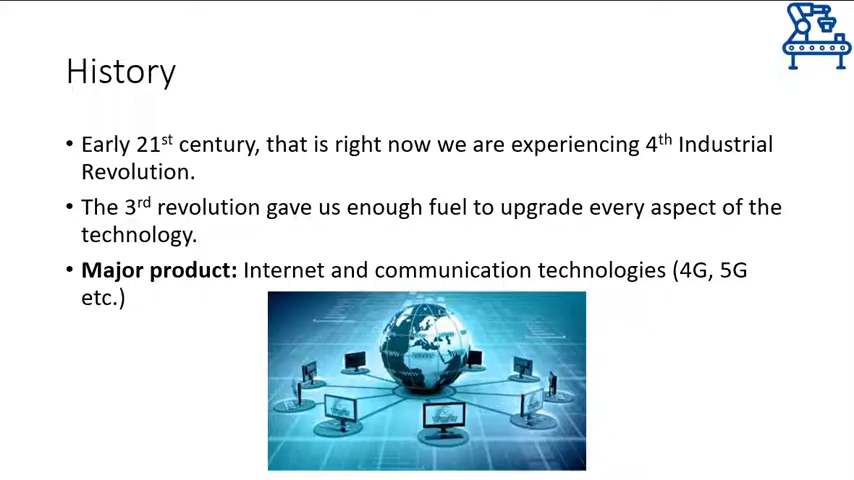 History
• Early 21st century, that is right now we are experiencing 4th Industrial
Revolution.
• The 3rd revolution gave us enough fuel to upgrade every aspect of the
technology.
• Major product: Internet and communication technologies (4G, 5G
etc.)